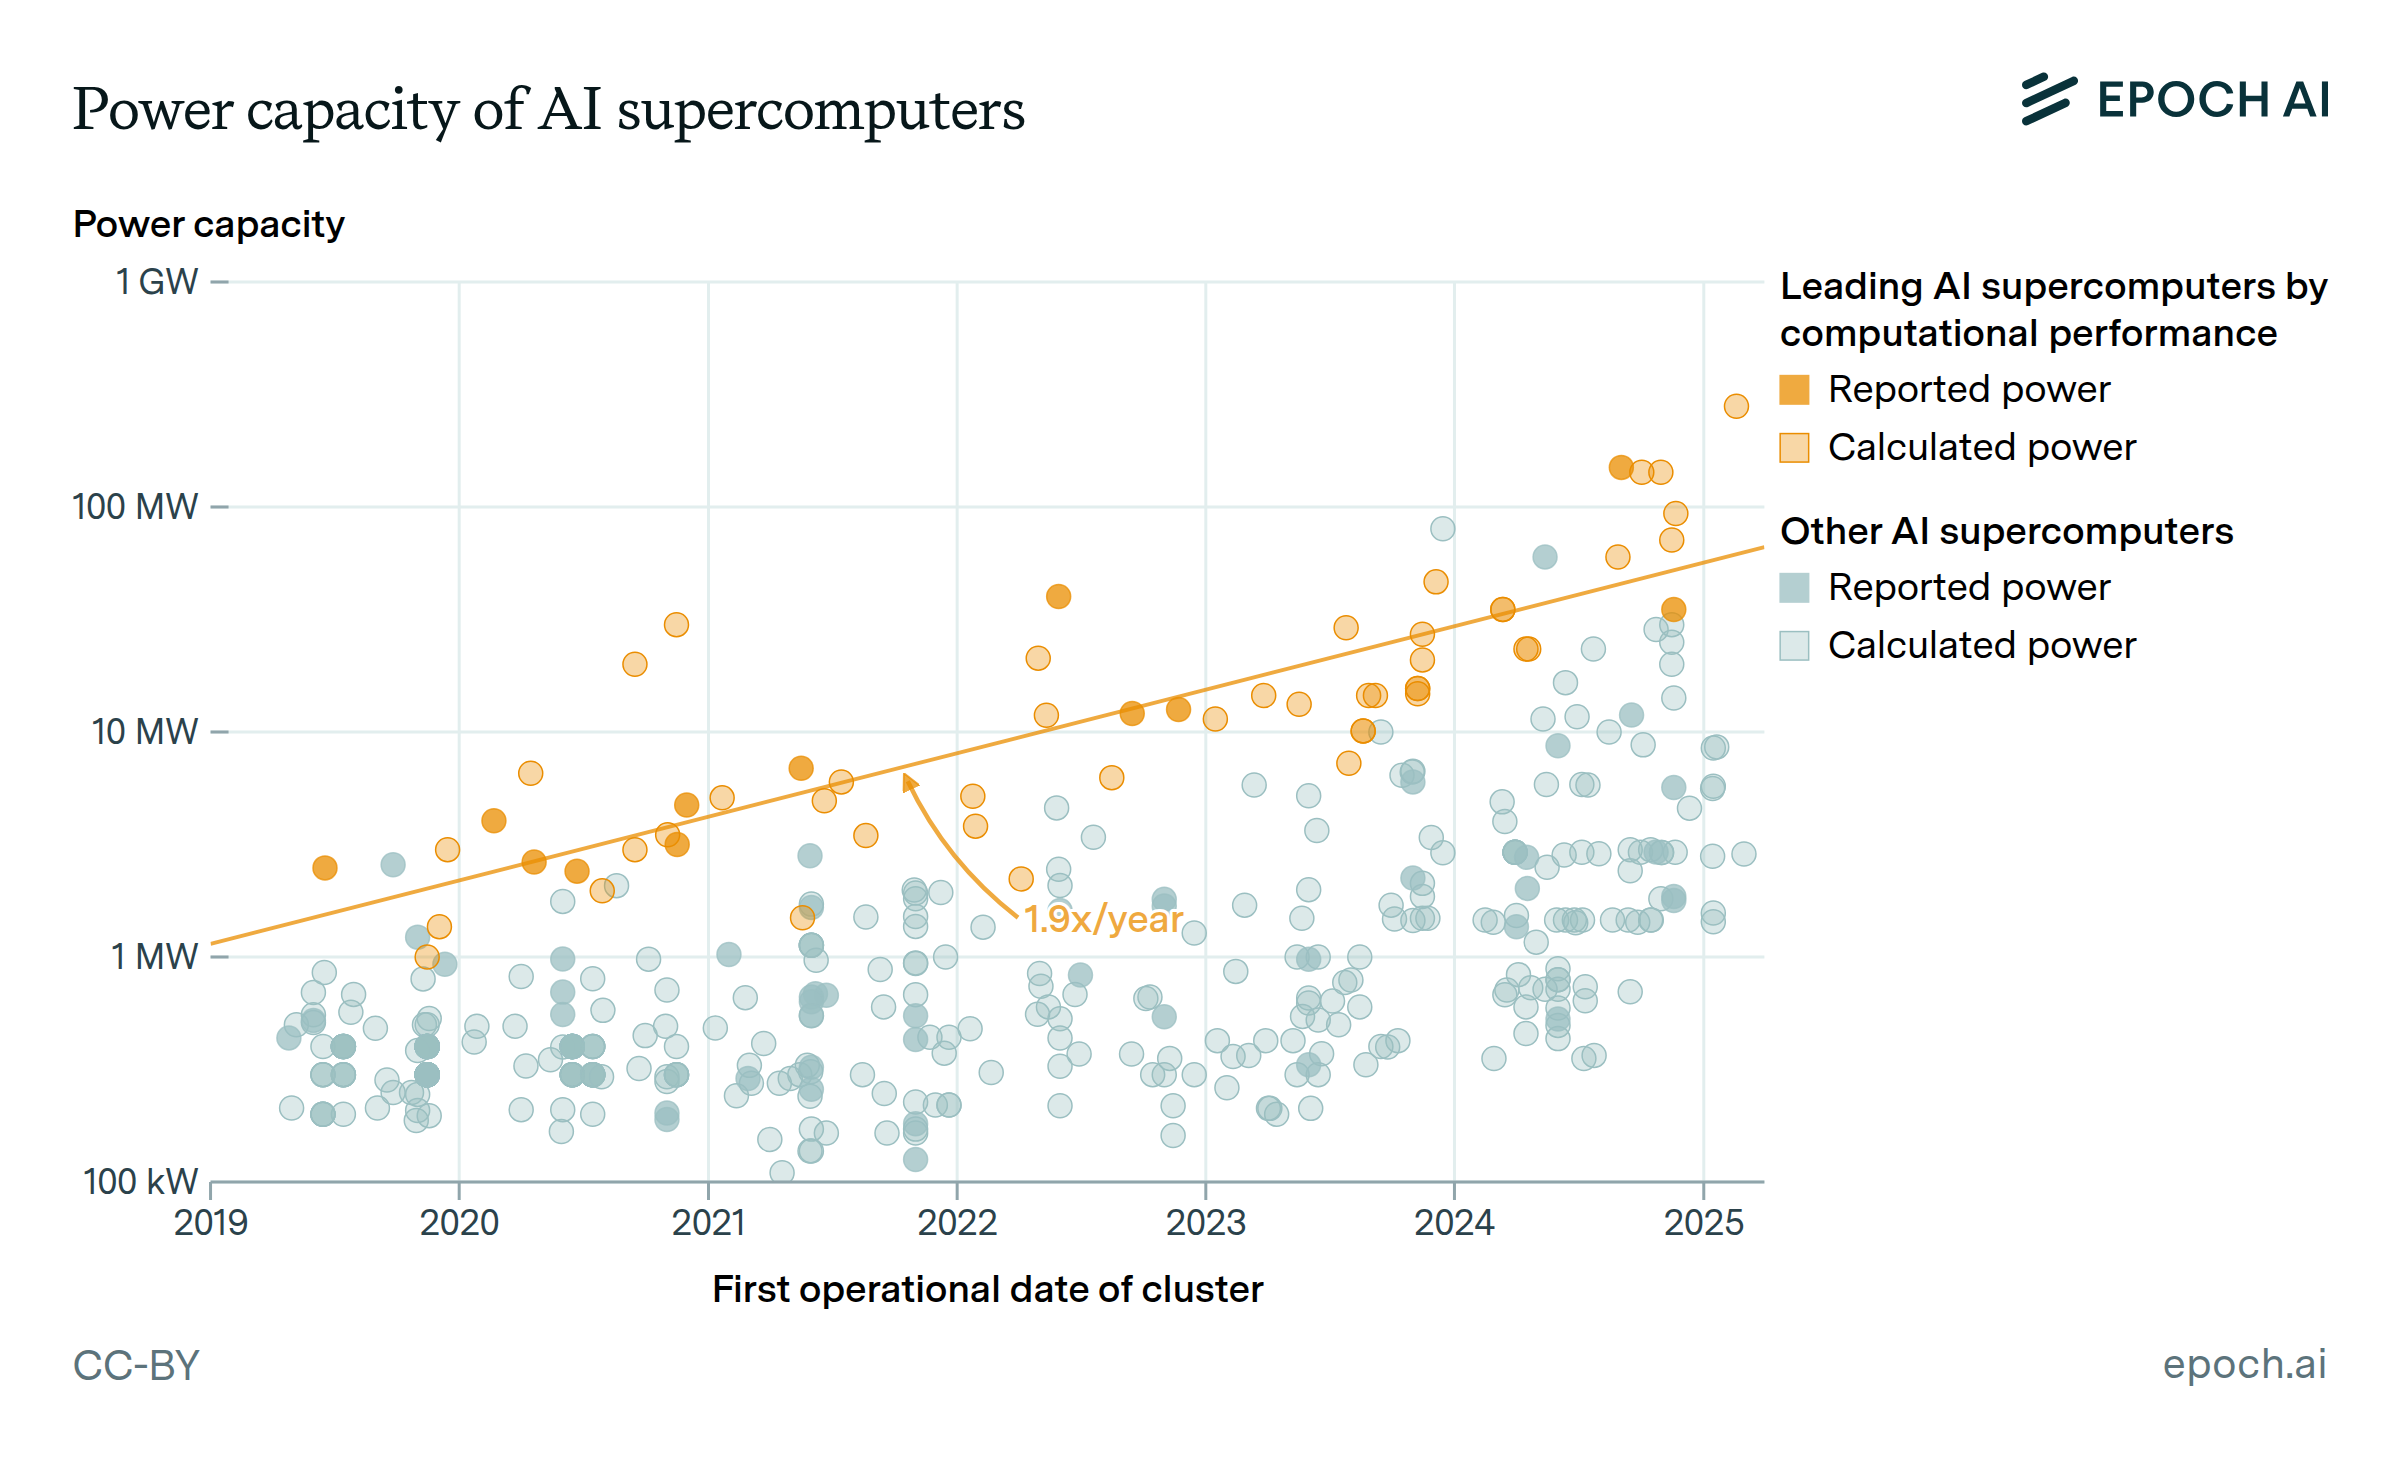 Power capacity of AI supercomputers
EPOCH AI
Power capacity
1 GW
100 MW
10 MW
1 MW
100 kW
1.9x/year
2019
2020
2021
2022
2023
2024
2025
First operational date of cluster
Leading AI supercomputers by
computational performance
Reported power
Calculated power
Other AI supercomputers
Reported power
Calculated power
CC-BY
epoch.ai